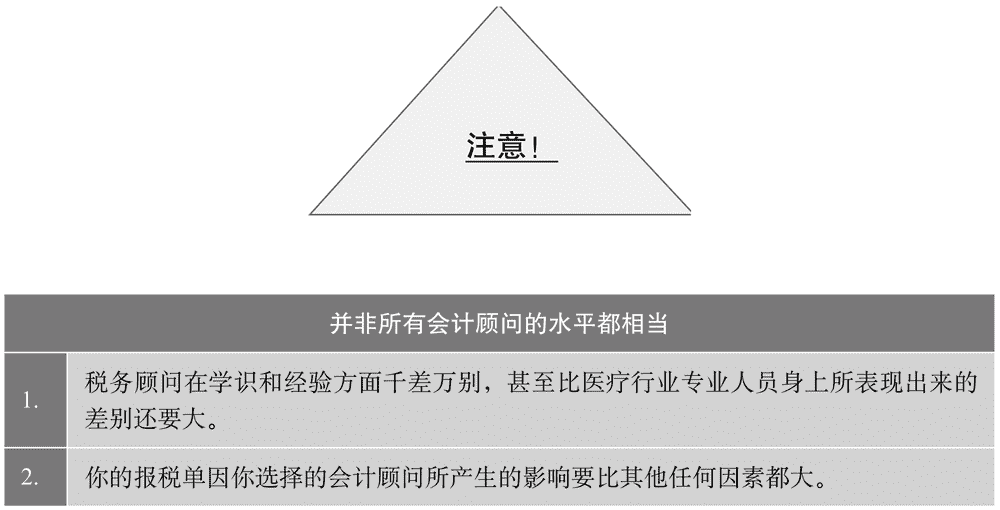 注意！
并非所有会计顾问的水平都相当
1.
税务顾问在学识和经验方面千差万别，甚至比医疗行业专业人员身上所表现出来的
差别还要大。
2.
你的报税单因你选择的会计顾问所产生的影响要比其他任何因素都大。